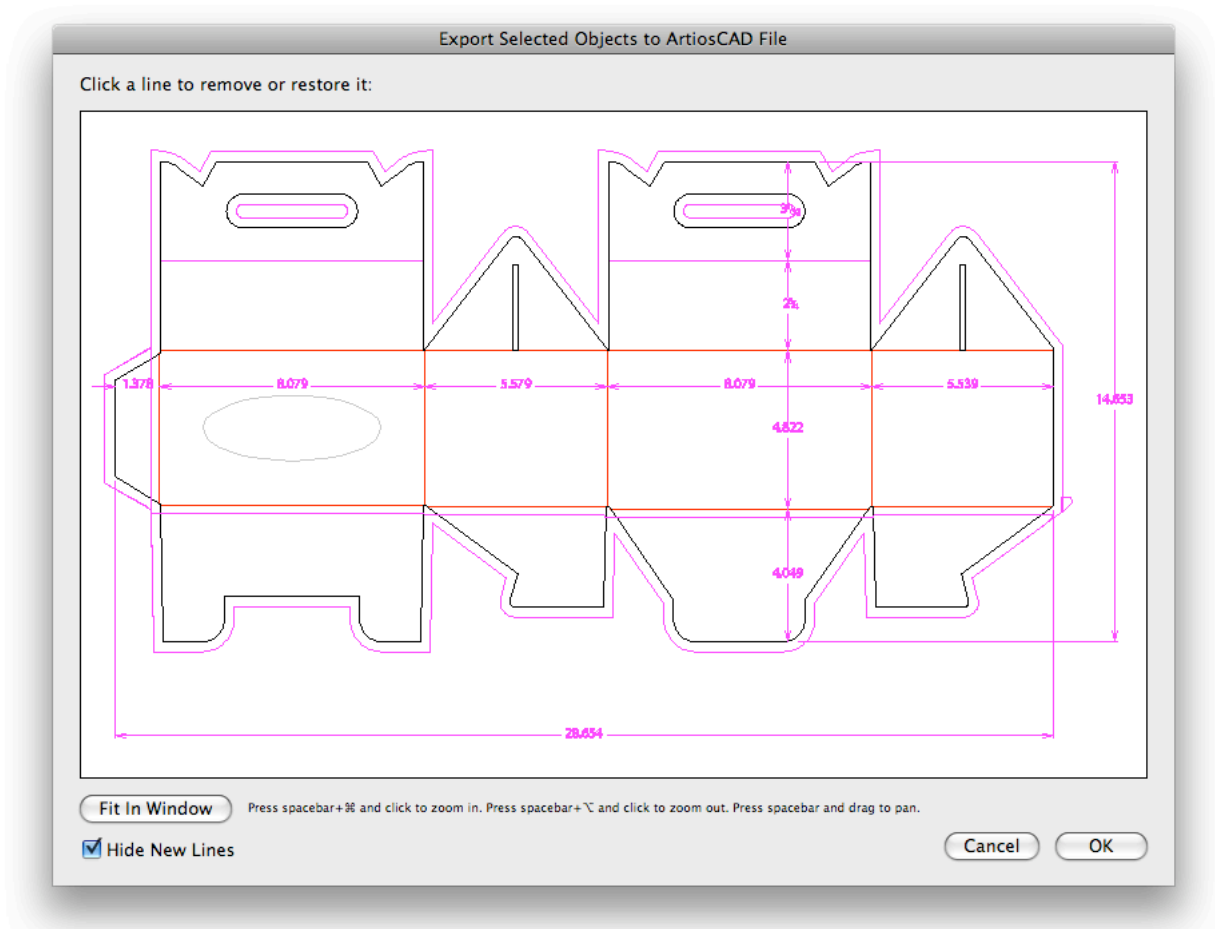 Export Selected Objects to ArtiosCAD File
Click a line to remove or restore it:
1.378
8.079
5.579
8.079
5.539
14.653
4.822
4.049
28.654
Fit In Window
Press spacebar+⌘ and click to zoom in. Press spacebar+⌥ and click to zoom out. Press spacebar and drag to pan.
Hide New Lines
Cancel
OK